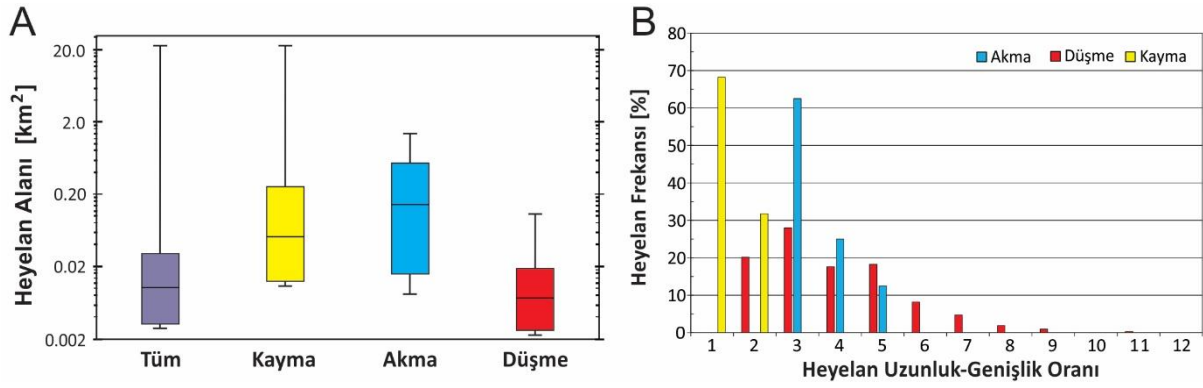 A
Heyelan Alanı [km²]
20.0
2.0
0.20
0.02
0.002
Tüm Kayma Akma Düşme
B
Heyelan Frekansı [%]
80
70
60
50
40
30
20
10
0
Akma Düşme Kayma
1 2 3 4 5 6 7 8 9 10 11 12
Heyelan Uzunluk-Genişlik Oranı